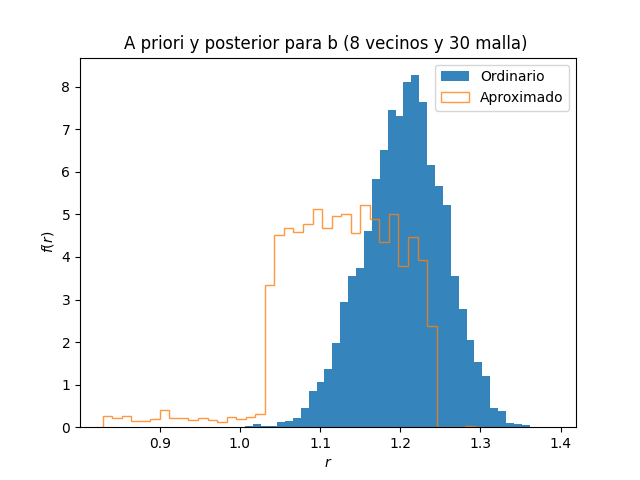 A priori y posterior para b (8 vecinos y 30 malla)
Ordinario
Aproximado
f(r)
8
7
6
5
4
3
2
1
0
0.9 1.0 1.1 1.2 1.3 1.4
r